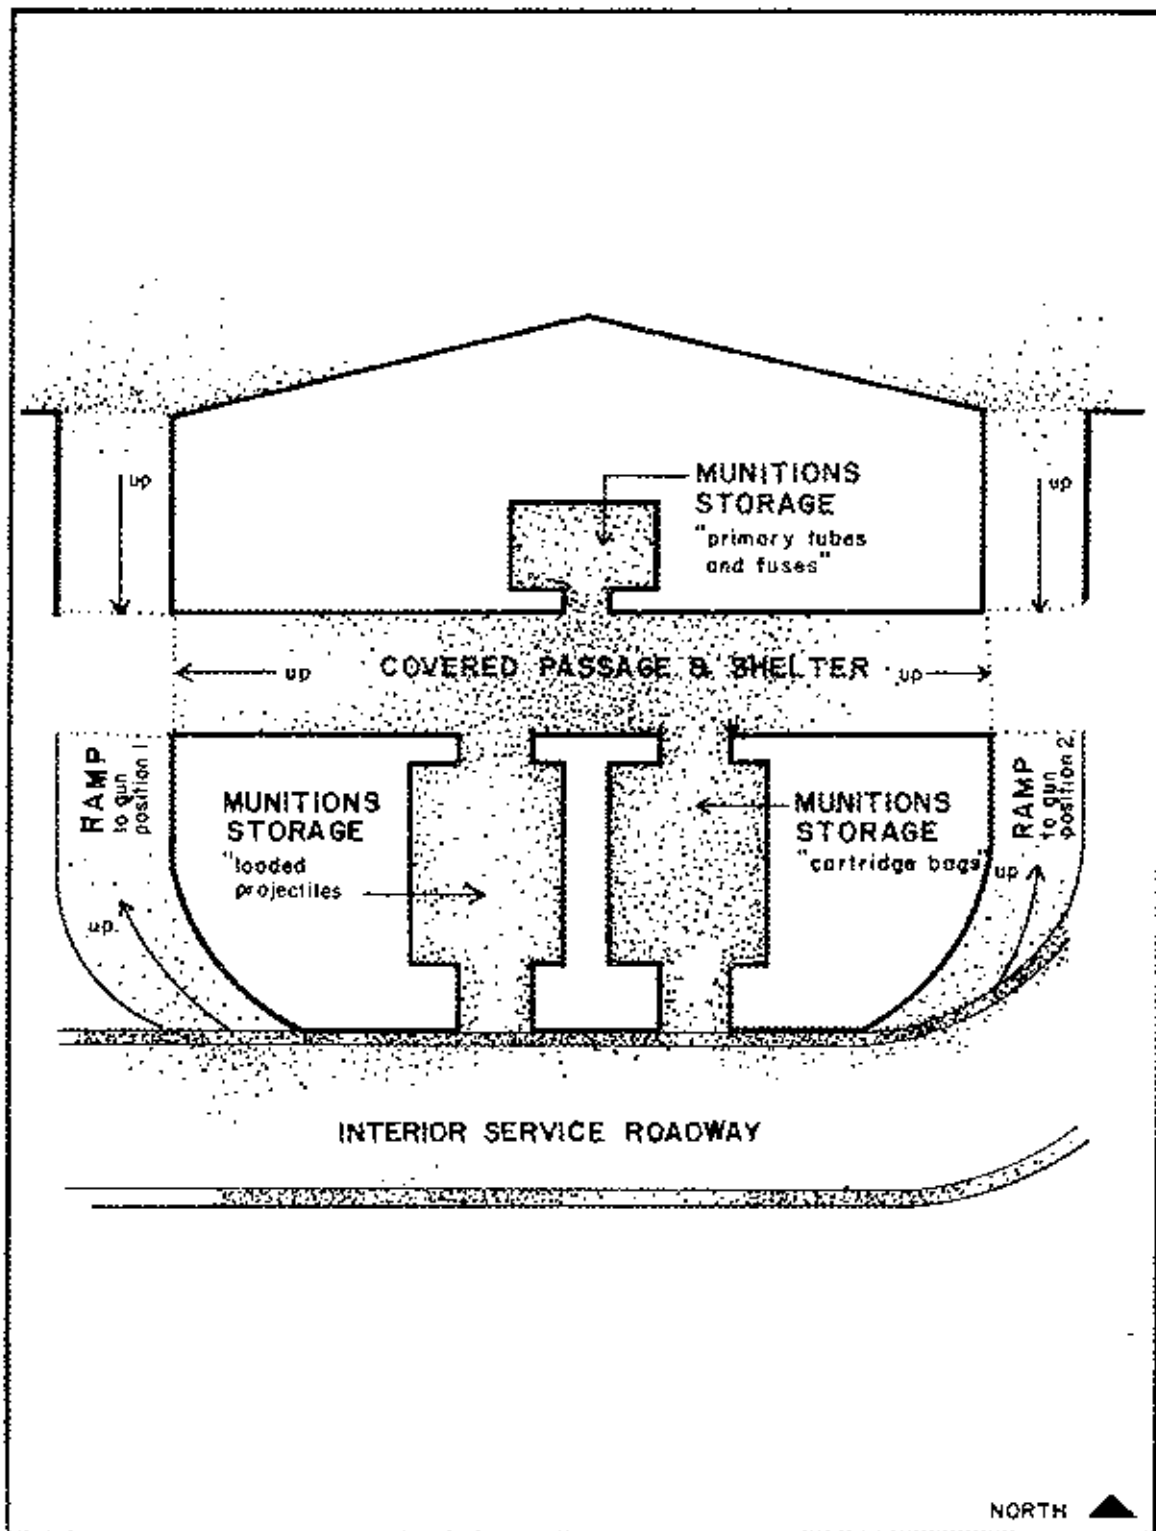 up
MUNITIONS
STORAGE
"primary tubes
and fuses"
up
up
COVERED PASSAGE & SHELTER
up
RAMP
to gun
position 1
MUNITIONS
STORAGE
"loaded
projectiles
MUNITIONS
STORAGE
"cartridge bags"
RAMP
to gun
position 2
up
up.
INTERIOR SERVICE ROADWAY
NORTH